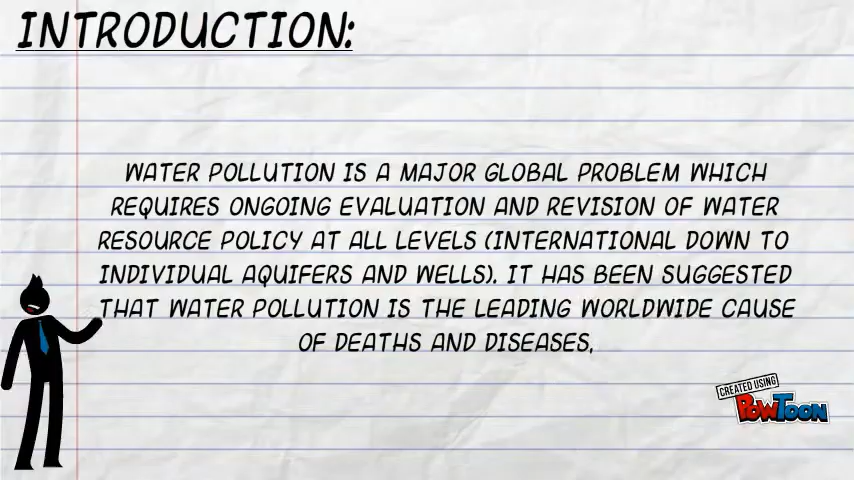 INTRODUCTION:
WATER POLLUTION IS A MAJOR GLOBAL PROBLEM WHICH
REQUIRES ONGOING EVALUATION AND REVISION OF WATER
RESOURCE POLICY AT ALL LEVELS (INTERNATIONAL DOWN TO
INDIVIDUAL AQUIFERS AND WELLS). IT HAS BEEN SUGGESTED
THAT WATER POLLUTION IS THE LEADING WORLDWIDE CAUSE
OF DEATHS AND DISEASES,
CREATED USING
POWTOON